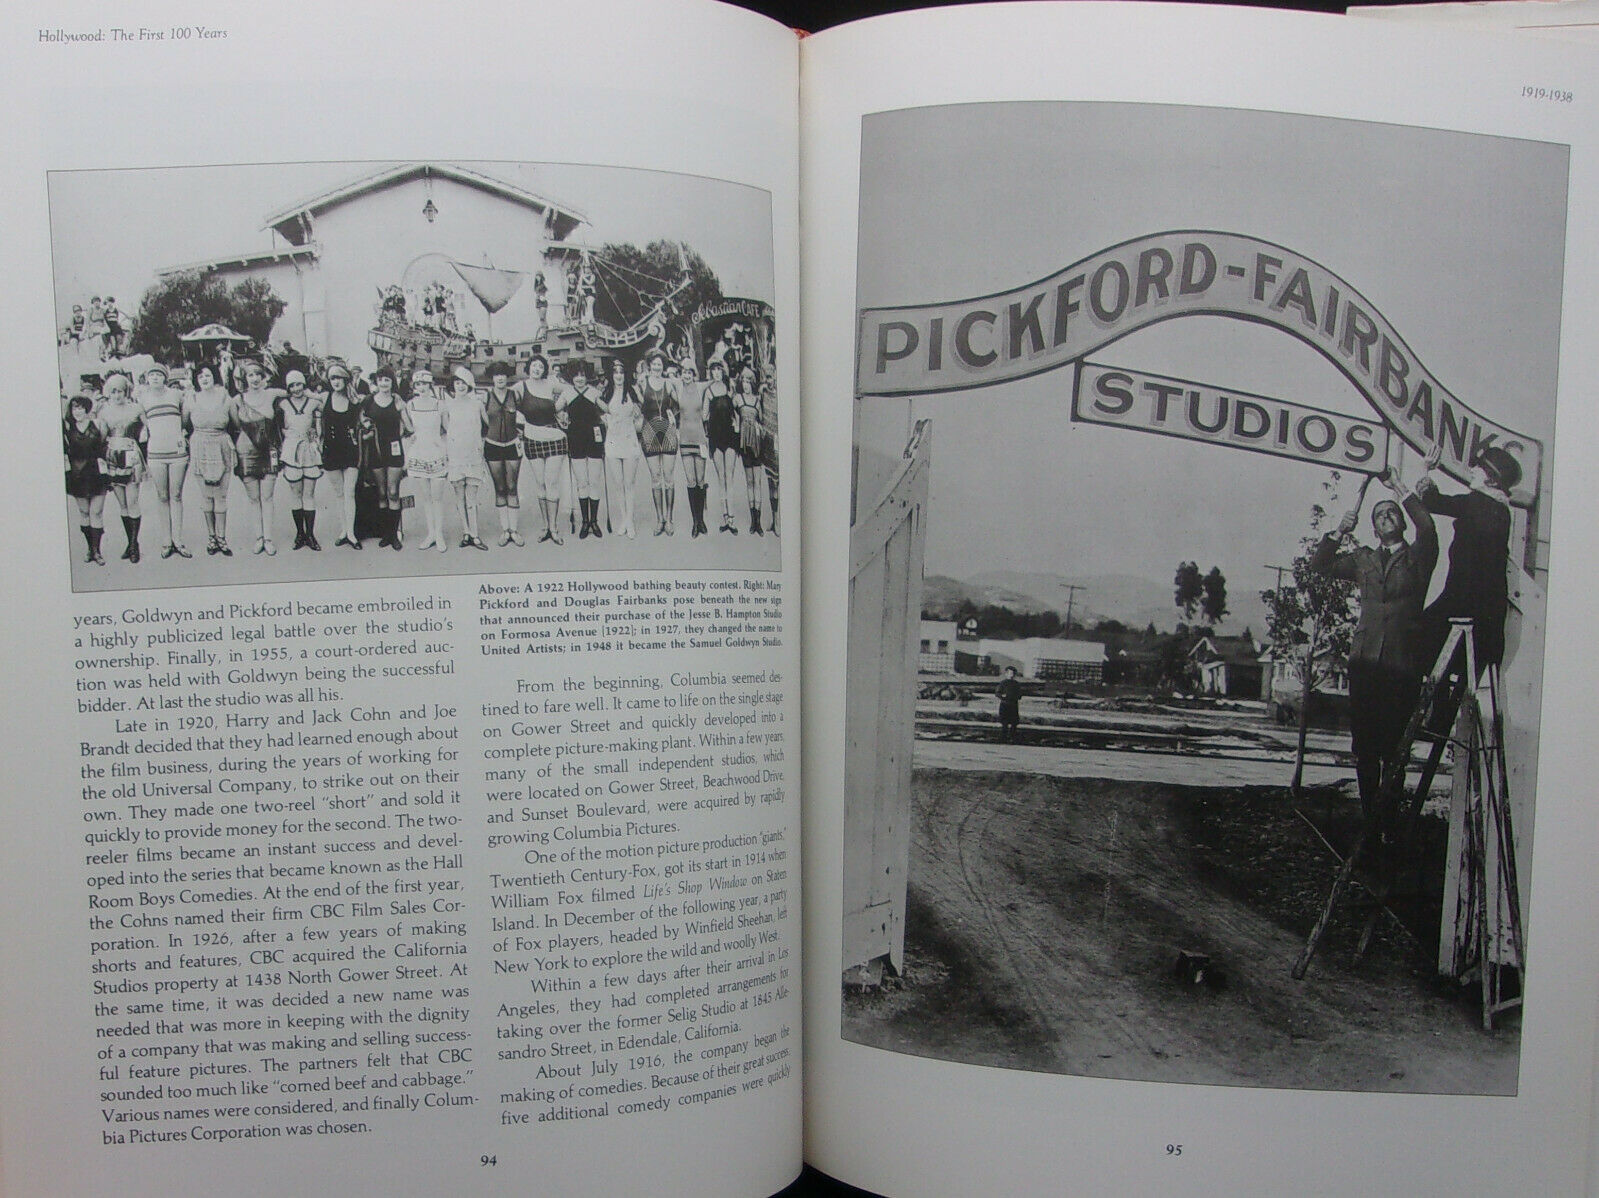 Hollywood: The First 100 Years
Sebastian CAFE
years, Goldwyn and Pickford became embroiled in
a highly publicized legal battle over the studio's
ownership. Finally, in 1955, a court-ordered auc-
tion was held with Goldwyn being the successful
bidder. At last the studio was all his.
Late in 1920, Harry and Jack Cohn and Joe
Brandt decided that they had learned enough about
the film business, during the years of working for
the old Universal Company, to strike out on their
own. They made one two-reel "short" and sold it
quickly to provide money for the second. The two-
reeler films became an instant success and devel-
oped into the series that became known as the Hall
Room Boys Comedies. At the end of the first year,
the Cohns named their firm CBC Film Sales Cor-
poration. In 1926, after a few years of making
shorts and features, CBC acquired the California
Studios property at 1438 North Gower Street. At
the same time, it was decided a new name was
needed that was more in keeping with the dignity
of a company that was making and selling success-
ful feature pictures. The partners felt that CBC
sounded too much like "corned beef and cabbage."
Various names were considered, and finally Colum-
bia Pictures Corporation was chosen.
Above: A 1922 Hollywood bathing beauty contest. Right: Mary
Pickford and Douglas Fairbanks pose beneath the new sign
that announced their purchase of the Jesse B. Hampton Studio
on Formosa Avenue [1922]; in 1927, they changed the name to
United Artists; in 1948 it became the Samuel Goldwyn Studio.
From the beginning, Columbia seemed des-
tined to fare well. It came to life on the single stage
on Gower Street and quickly developed into a
complete picture-making plant. Within a few years,
many of the small independent studios, which
were located on Gower Street, Beachwood Drive,
and Sunset Boulevard, were acquired by rapidly
growing Columbia Pictures.
One of the motion picture production "giants,"
Twentieth Century-Fox, got its start in 1914 when
William Fox filmed Life's Shop Window on Staten
Island. In December of the following year, a party
of Fox players, headed by Winfield Sheehan, left
New York to explore the wild and woolly West.
Within a few days after their arrival in Los
Angeles, they had completed arrangements for
taking over the former Selig Studio at 1845 Alle-
sandro Street, in Edendale, California.
About July 1916, the company began the
making of comedies. Because of their great success,
five additional comedy companies were quickly
94
1919-1938
PICKFORD-FAIRBANKS
STUDIOS
95